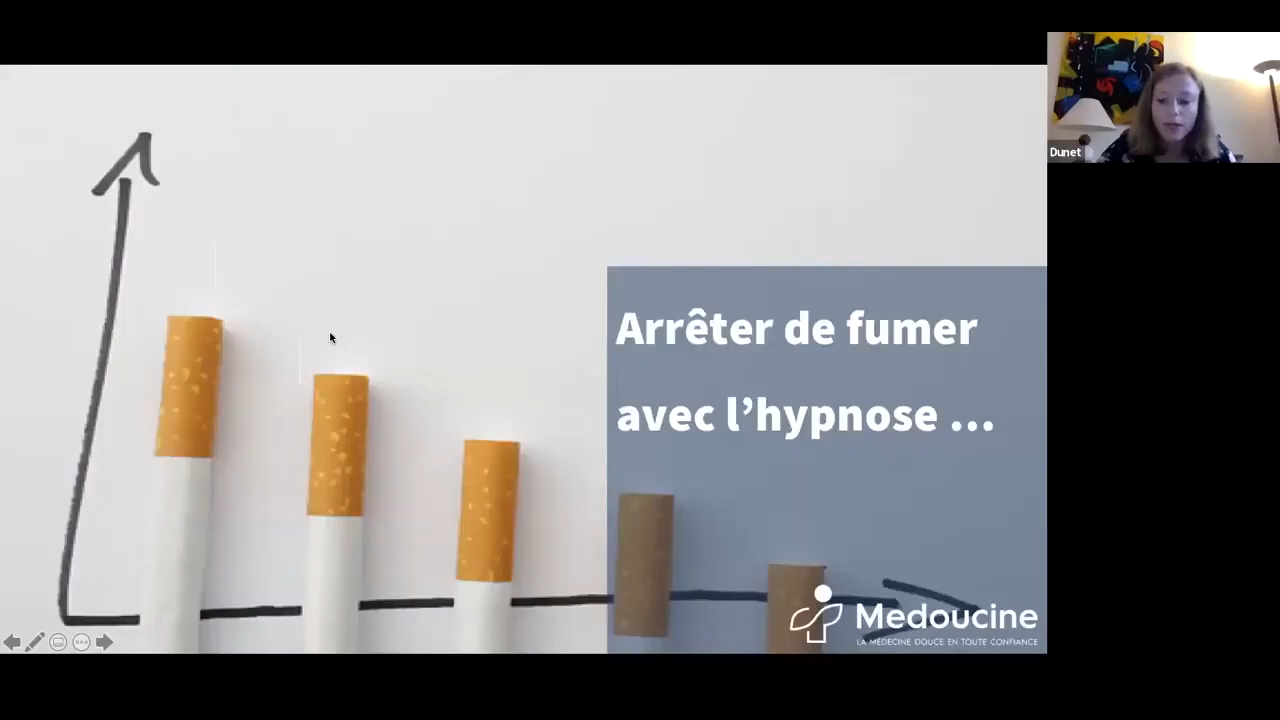 Dunet
Arrêter de fumer
avec l’hypnose ...
Medoucine
LA MÉDECINE DOUCE EN TOUTE CONFIANCE